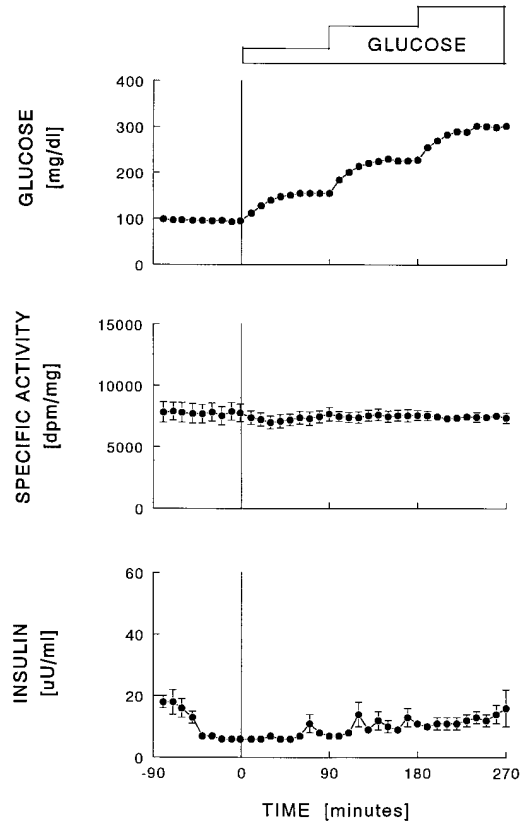 GLUCOSE
400
300
200
100
0
GLUCOSE
[mg/dl]
15000
10000
5000
0
SPECIFIC ACTIVITY
[dpm/mg]
60
40
20
0
INSULIN
[uU/ml]
-90 0 90 180 270
TIME [minutes]